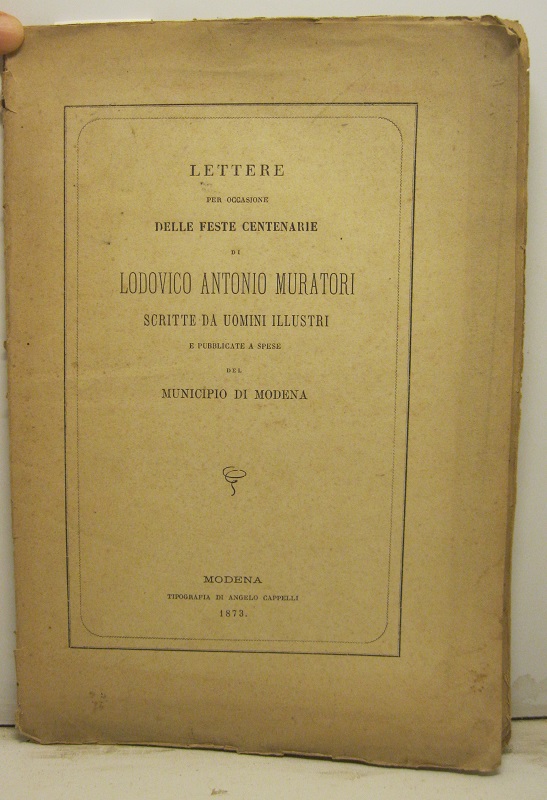 LETTERE
PER OCCASIONE
DELLE FESTE CENTENARIE
DI
LODOVICO ANTONIO MURATORI
SCRITTE DA UOMINI ILLUSTRI
E PUBBLICATE A SPESE
DEL
MUNICIPIO DI MODENA
MODENA
TIPOGRAFIA DI ANGELO CAPPELLI
1873.